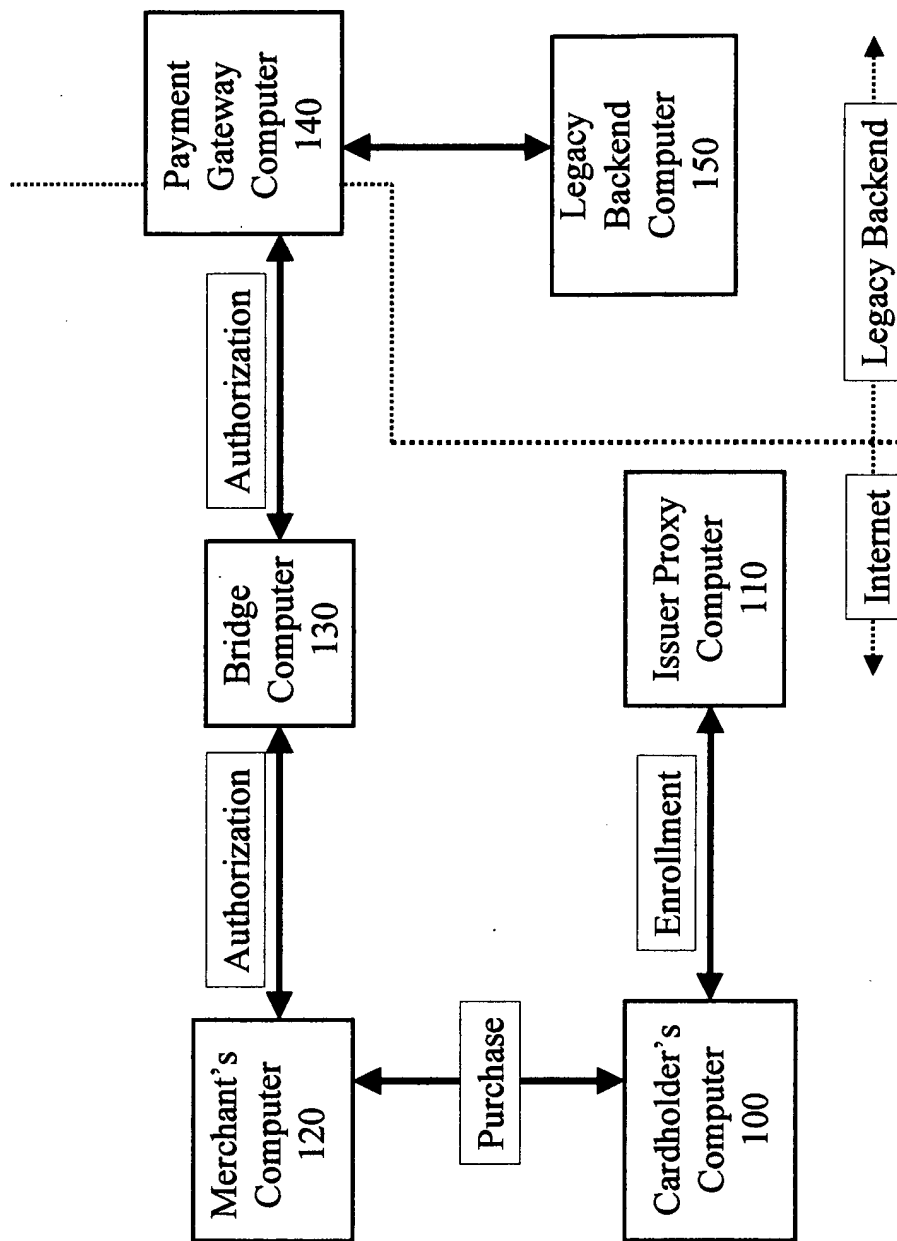 Merchant's
Computer
120
Authorization
Bridge
Computer
130
Authorization
Payment
Gateway
Computer
140
Purchase
Cardholder's
Computer
100
Enrollment
Issuer Proxy
Computer
110
Legacy
Backend
Computer
150
Internet
Legacy Backend